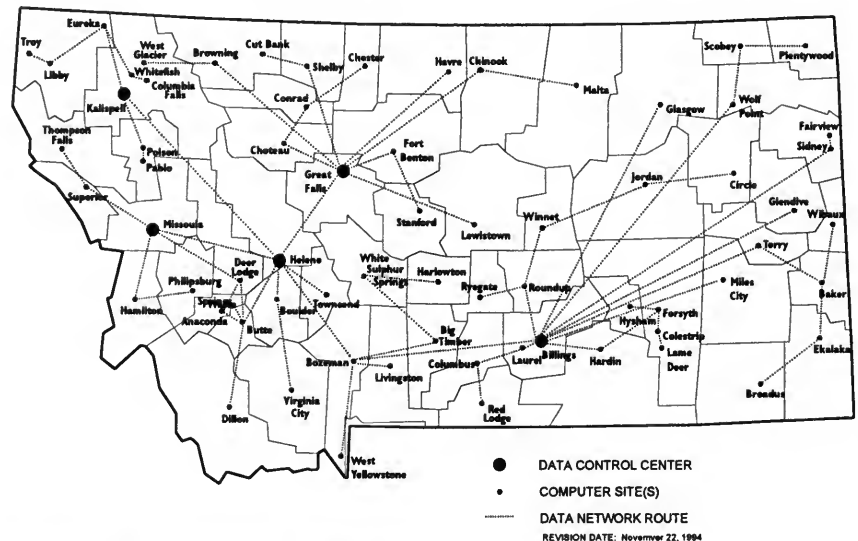 Troy
Eureka
Libby
West
Glacier
Whitefish
Columbia
Falls
Kalispell
Browning
Cut Bank
Shelby
Chester
Conrad
Choteau
Havre
Chinook
Malta
Scobey
Plentywood
Glasgow
Wolf
Point
Fairview
Sidney
Thompson
Falls
Polson
Pablo
Superior
Missoula
Great
Falls
Fort
Benton
Stanford
Lewistown
Jordan
Circle
Winnet
Glendive
Wibaux
Terry
Miles
City
Baker
Ekalaka
Broadus
Helene
Deer
Lodge
Philipsburg
Hamilton
Anaconda
Butte
Boulder
Townsend
White
Sulphur
Springs
Harlowton
Ryegate
Roundup
Big
Timber
Hysham
Forsyth
Colestrip
Lame
Deer
Hardin
Laurel
Billings
Columbus
Red
Lodge
Bozeman
Livingston
Virginia
City
Dillon
West
Yellowstone
DATA CONTROL CENTER
COMPUTER SITE(S)
DATA NETWORK ROUTE
REVISION DATE: Novemver 22, 1994